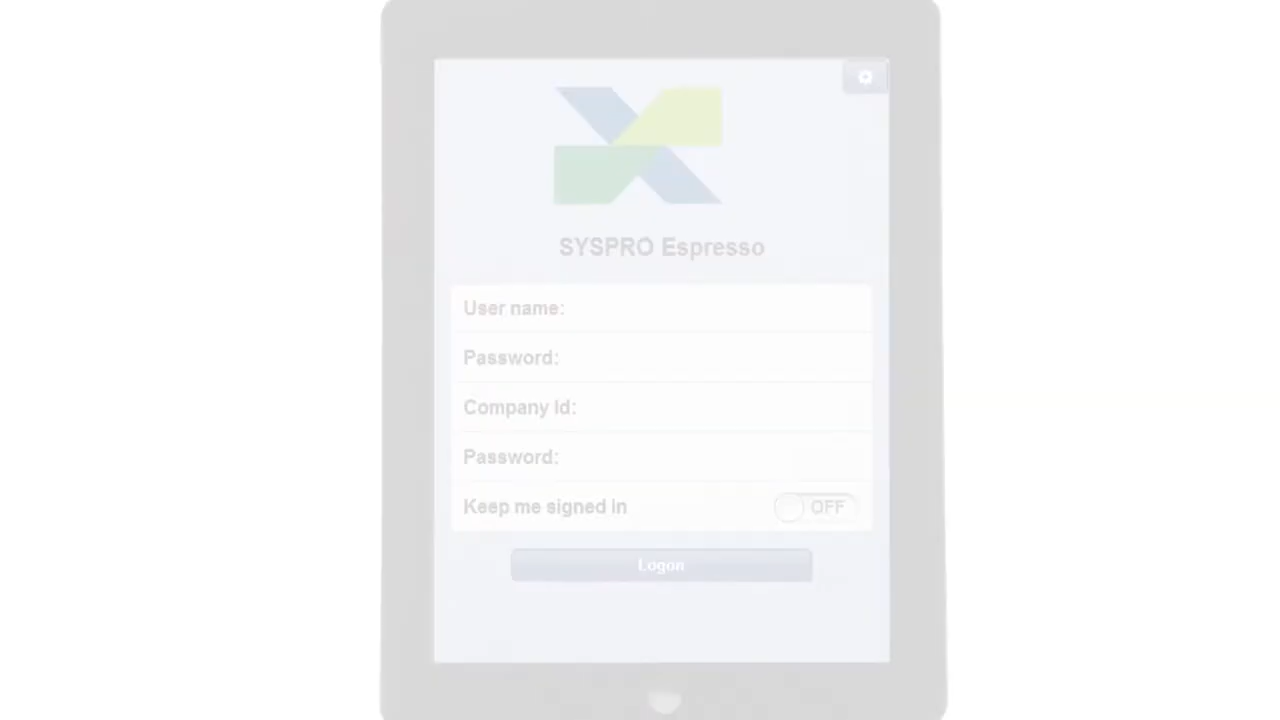 SYSPRO Espresso
User name:
Password:
Company Id:
Password:
Keep me signed in OFF
Logon